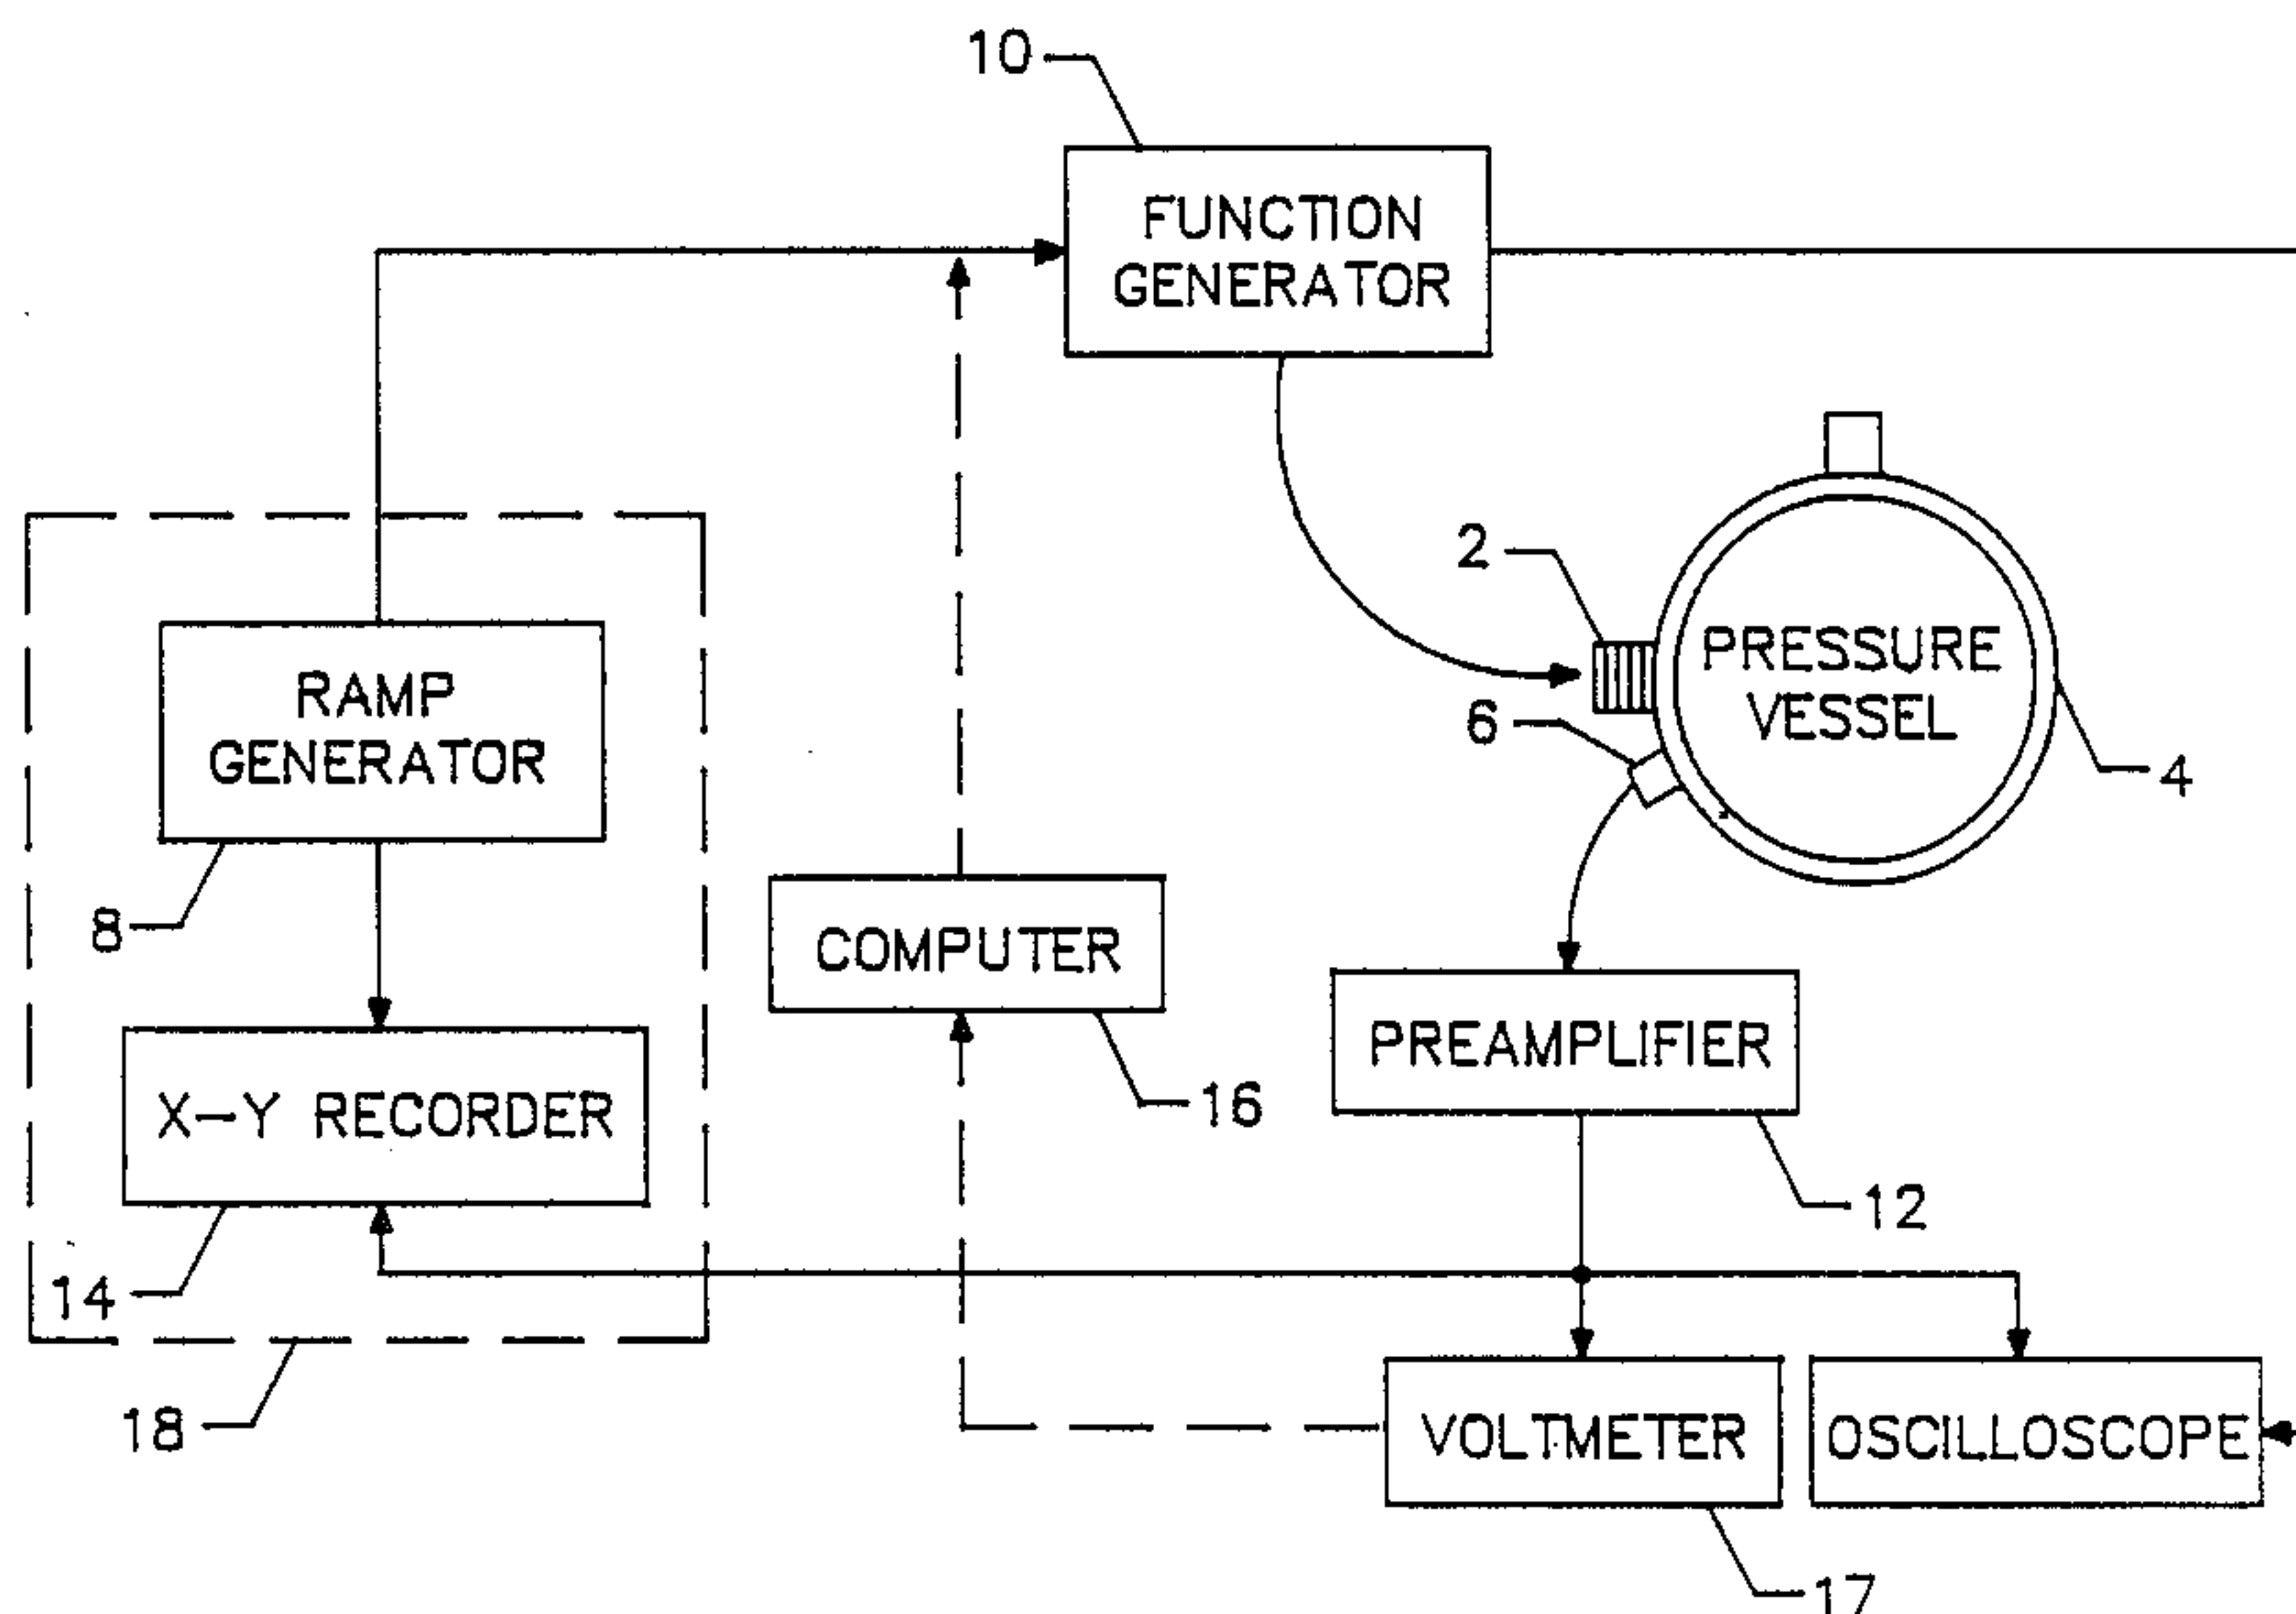 10
FUNCTION
GENERATOR
2
PRESSURE
VESSEL
6
4
RAMP
GENERATOR
8
COMPUTER
16
PREAMPLIFIER
12
X-Y RECORDER
14
18
VOLTMETER
OSCILLOSCOPE
17